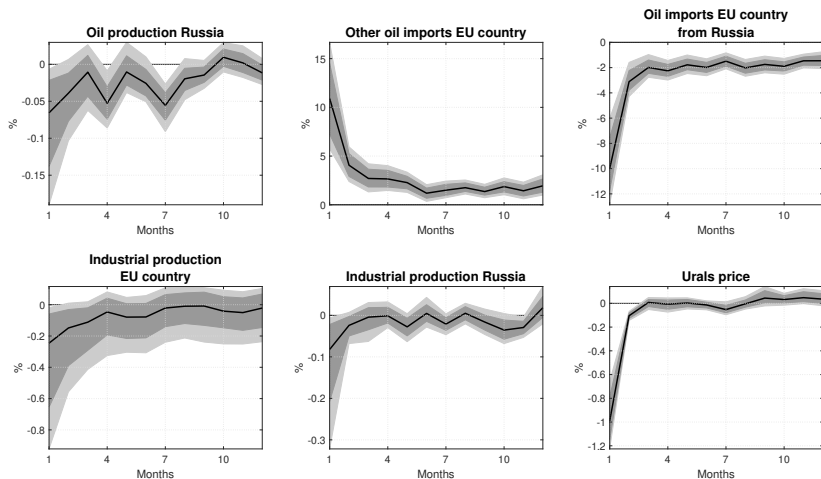 Oil production Russia
0
-0.05
-0.1
-0.15
%
1 4 7 10
Months
Other oil imports EU country
15
10
5
0
%
1 4 7 10
Months
Oil imports EU country
from Russia
0
-2
-4
-6
-8
-10
-12
%
1 4 7 10
Months
Industrial production
EU country
0
-0.2
-0.4
-0.6
-0.8
%
1 4 7 10
Months
Industrial production Russia
0
-0.1
-0.2
-0.3
%
1 4 7 10
Months
Urals price
0
-0.2
-0.4
-0.6
-0.8
-1
-1.2
%
1 4 7 10
Months